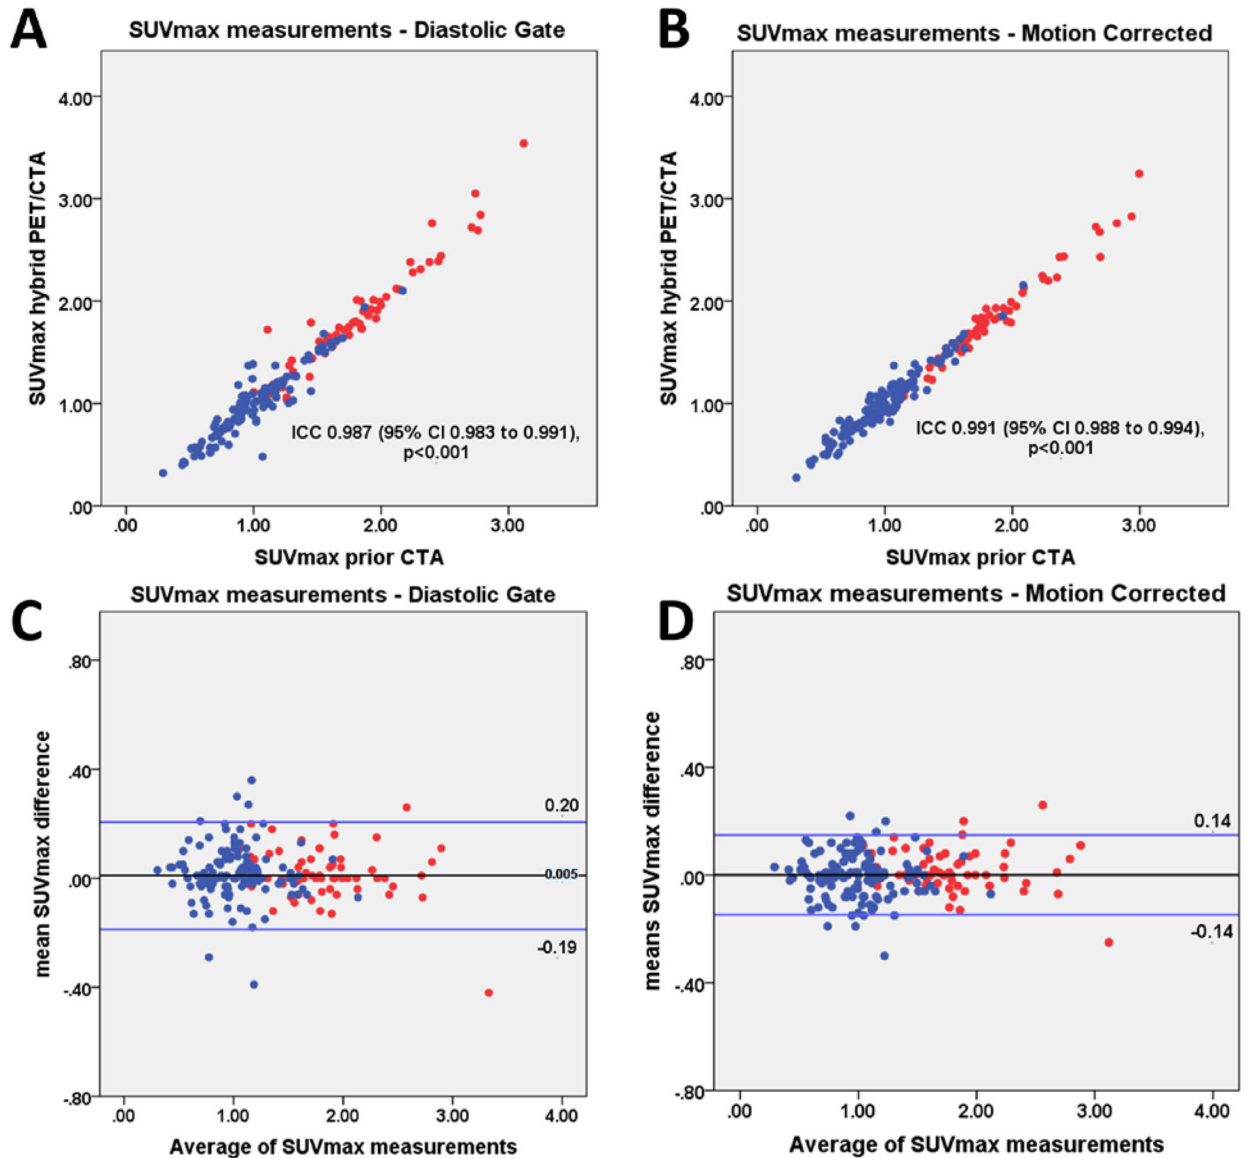 A
SUVmax measurements - Diastolic Gate
SUVmax hybrid PET/CTA
4.00
3.00
2.00
1.00
.00
ICC 0.987 (95% CI 0.983 to 0.991),
p<0.001
.00 1.00 2.00 3.00
SUVmax prior CTA
B
SUVmax measurements - Motion Corrected
SUVmax hybrid PET/CTA
4.00
3.00
2.00
1.00
.00
ICC 0.991 (95% CI 0.988 to 0.994),
p<0.001
.00 1.00 2.00 3.00
SUVmax prior CTA
C
SUVmax measurements - Diastolic Gate
mean SUVmax difference
.80
.40
.00
-.40
-.80
0.20
0.005
-0.19
.00 1.00 2.00 3.00 4.00
Average of SUVmax measurements
D
SUVmax measurements - Motion Corrected
means SUVmax difference
.80
.40
.00
-.40
-.80
0.14
-0.14
.00 1.00 2.00 3.00 4.00
Average of SUVmax measurements